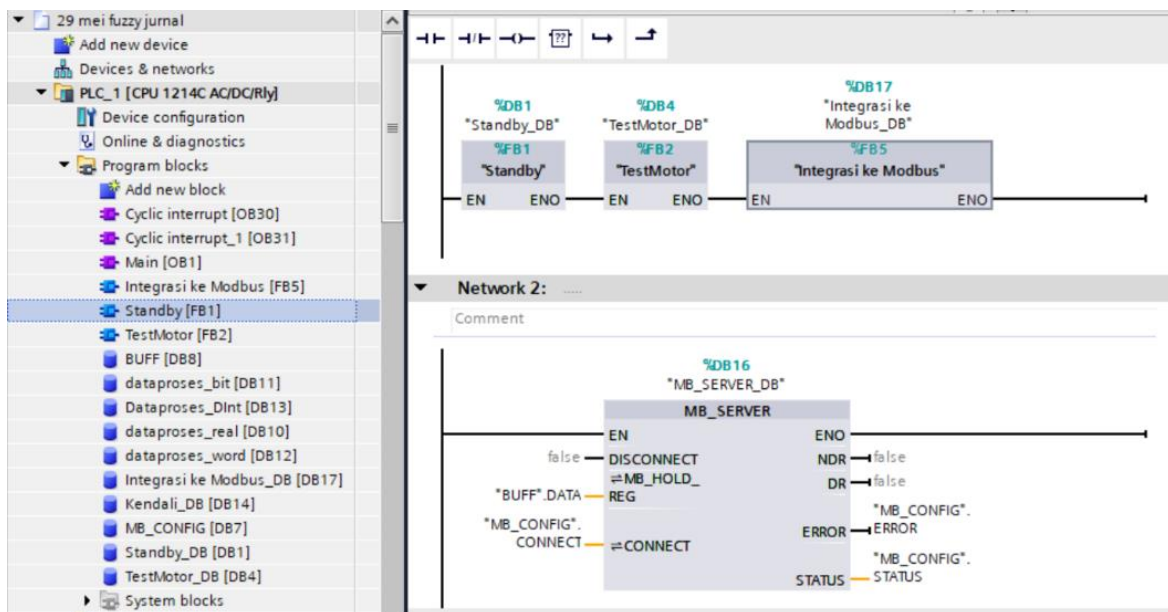 29 mei fuzzy jurnal
Add new device
Devices & networks
PLC_1 [CPU 1214C AC/DC/Rly]
Device configuration
Online & diagnostics
Program blocks
Add new block
Cyclic interrupt [OB30]
Cyclic interrupt_1 [OB31]
Main [OB1]
Integrasi ke Modbus [FB5]
Standby [FB1]
TestMotor [FB2]
BUFF [DB8]
dataproses_bit [DB11]
Dataproses_DInt [DB13]
dataproses_real [DB10]
dataproses_word [DB12]
Integrasi ke Modbus_DB [DB17]
Kendali_DB [DB14]
MB_CONFIG [DB7]
Standby_DB [DB1]
TestMotor_DB [DB4]
System blocks
??
%DB1
"Standby_DB"
%FB1
"Standby"
EN ENO
%DB4
"TestMotor_DB"
%FB2
"TestMotor"
EN ENO
%DB17
"Integrasi ke
Modbus_DB"
%FB5
"Integrasi ke Modbus"
EN ENO
Network 2: .....
Comment
%DB16
"MB_SERVER_DB"
MB_SERVER
EN ENO
false DISCONNECT NDR false
MB_HOLD_ DR false
"BUFF".DATA REG
"MB_CONFIG".
ERROR ERROR
"MB_CONFIG".
CONNECT CONNECT
"MB_CONFIG".
STATUS STATUS